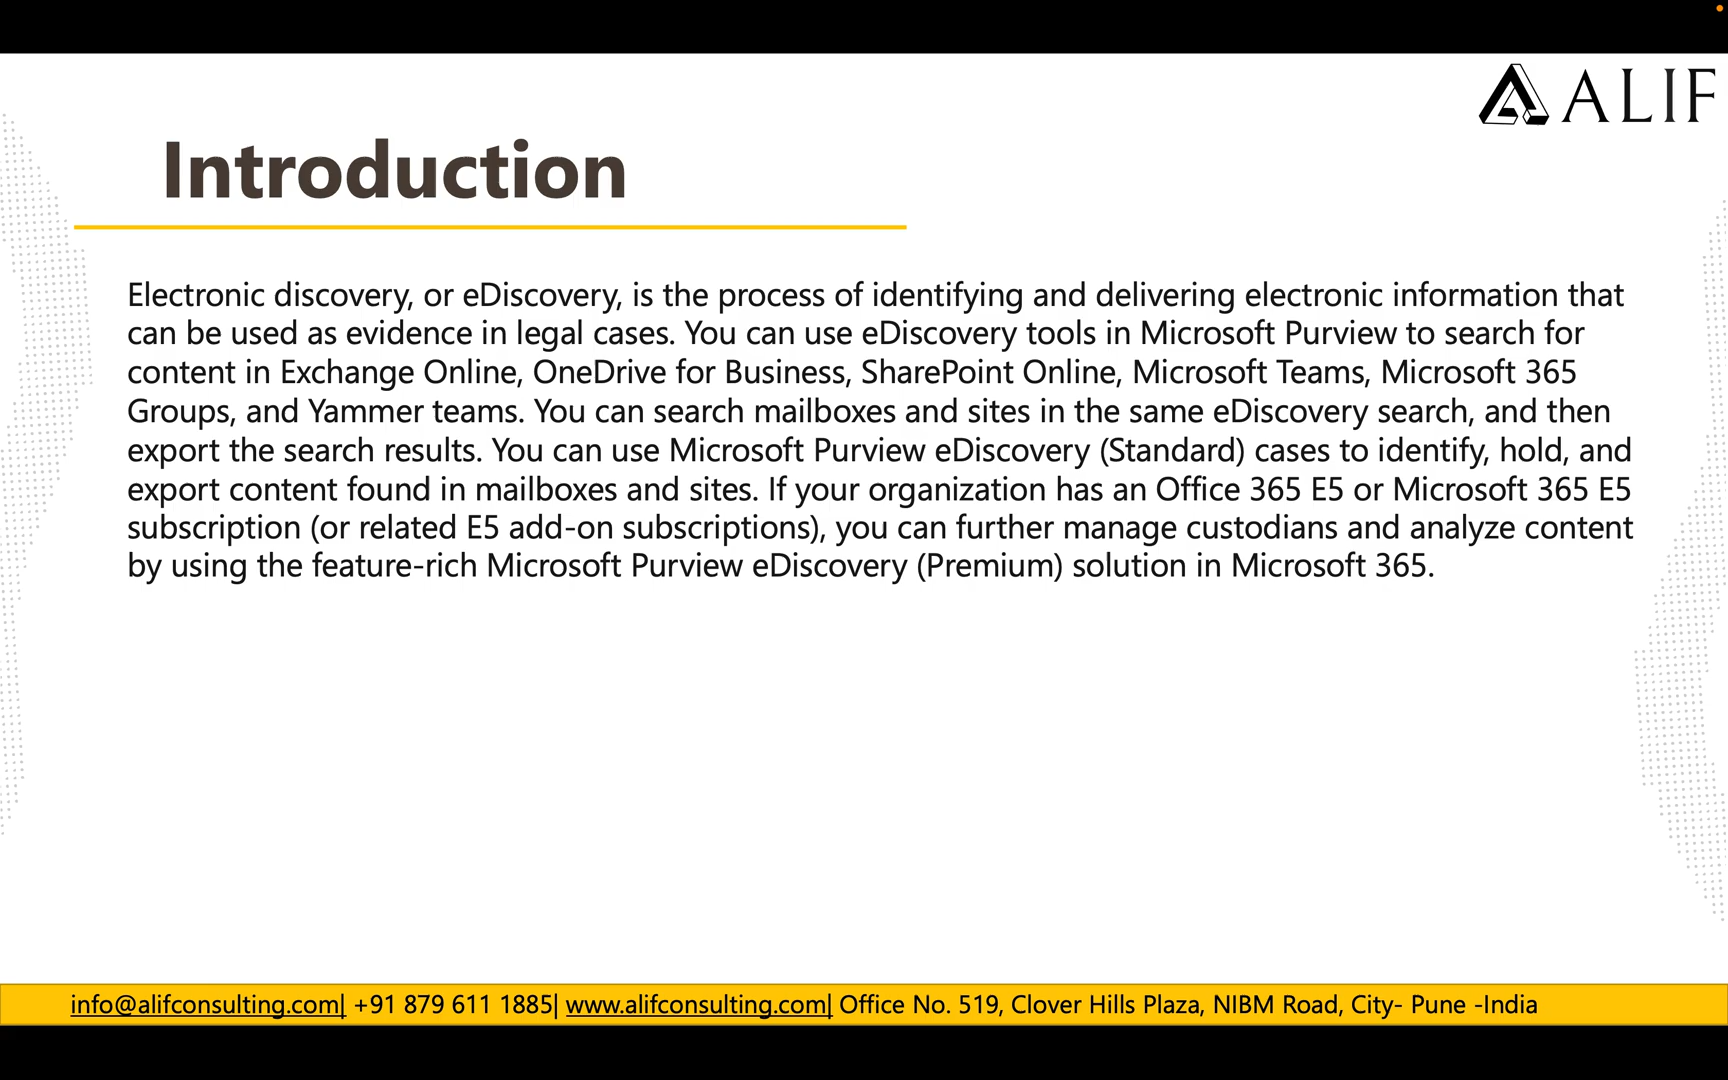 ALIF
Introduction
Electronic discovery, or eDiscovery, is the process of identifying and delivering electronic information that
can be used as evidence in legal cases. You can use eDiscovery tools in Microsoft Purview to search for
content in Exchange Online, OneDrive for Business, SharePoint Online, Microsoft Teams, Microsoft 365
Groups, and Yammer teams. You can search mailboxes and sites in the same eDiscovery search, and then
export the search results. You can use Microsoft Purview eDiscovery (Standard) cases to identify, hold, and
export content found in mailboxes and sites. If your organization has an Office 365 E5 or Microsoft 365 E5
subscription (or related E5 add-on subscriptions), you can further manage custodians and analyze content
by using the feature-rich Microsoft Purview eDiscovery (Premium) solution in Microsoft 365.
info@alifconsulting.com| +91 879 611 1885| www.alifconsulting.com| Office No. 519, Clover Hills Plaza, NIBM Road, City- Pune -India